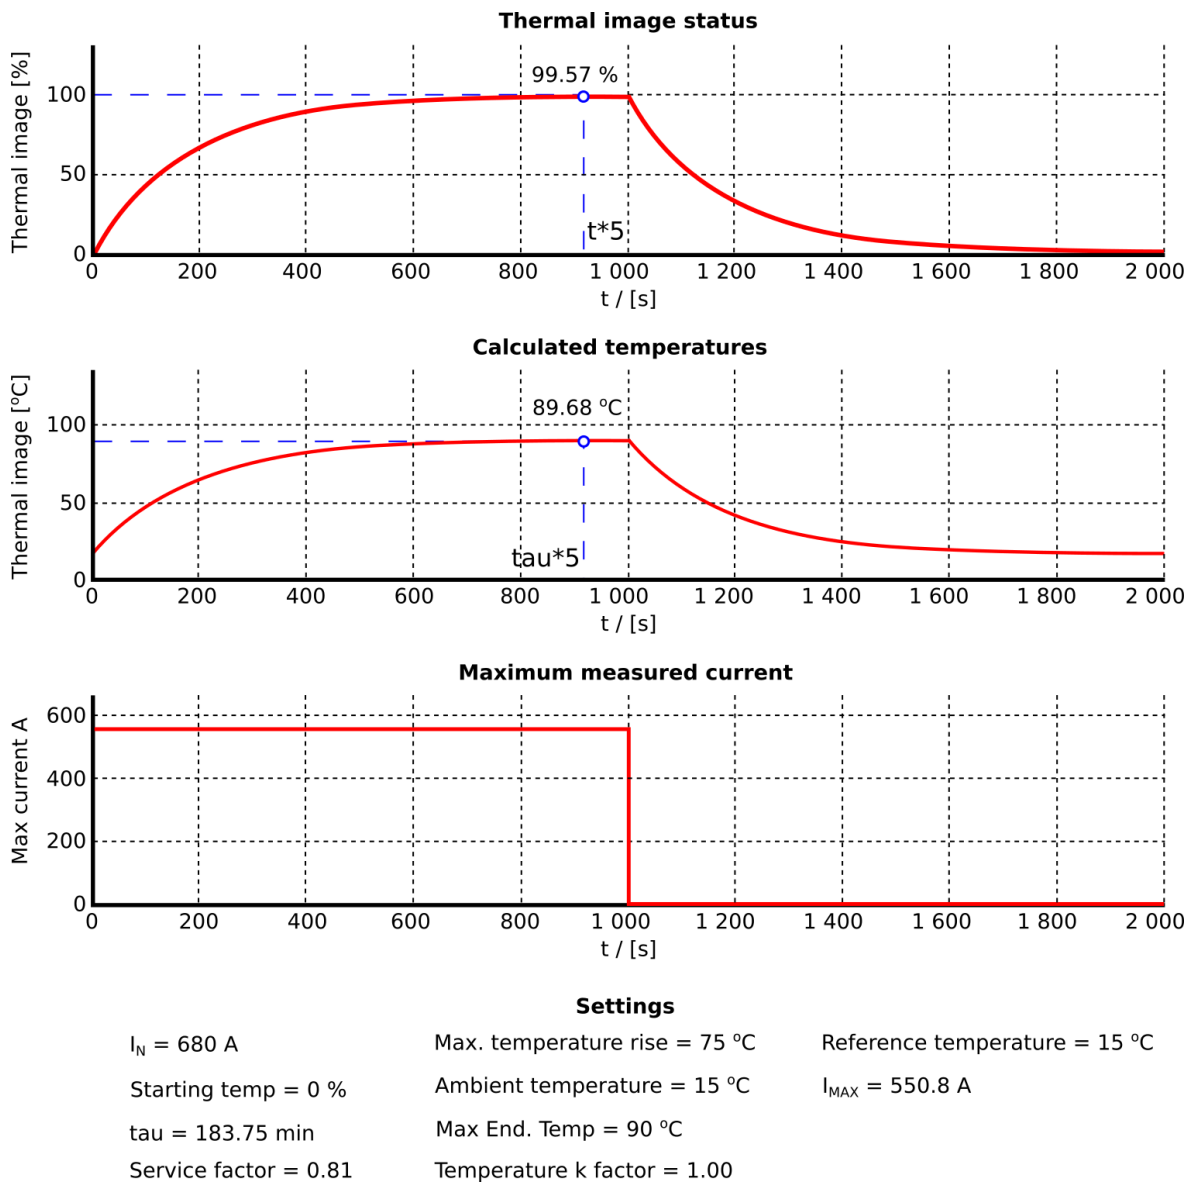 Thermal image status
Thermal image [%]
99.57 %
100
50
0
t*5
0 200 400 600 800 1 000 1 200 1 400 1 600 1 800 2 000
t / [s]
Calculated temperatures
Thermal image [ºC]
89.68 ºC
100
50
0
tau*5
0 200 400 600 800 1 000 1 200 1 400 1 600 1 800 2 000
t / [s]
Maximum measured current
Max current A
600
400
200
0
0 200 400 600 800 1 000 1 200 1 400 1 600 1 800 2 000
t / [s]
Settings
I_N = 680 A Max. temperature rise = 75 ºC Reference temperature = 15 ºC
Starting temp = 0 % Ambient temperature = 15 ºC I_MAX = 550.8 A
tau = 183.75 min Max End. Temp = 90 ºC
Service factor = 0.81 Temperature k factor = 1.00